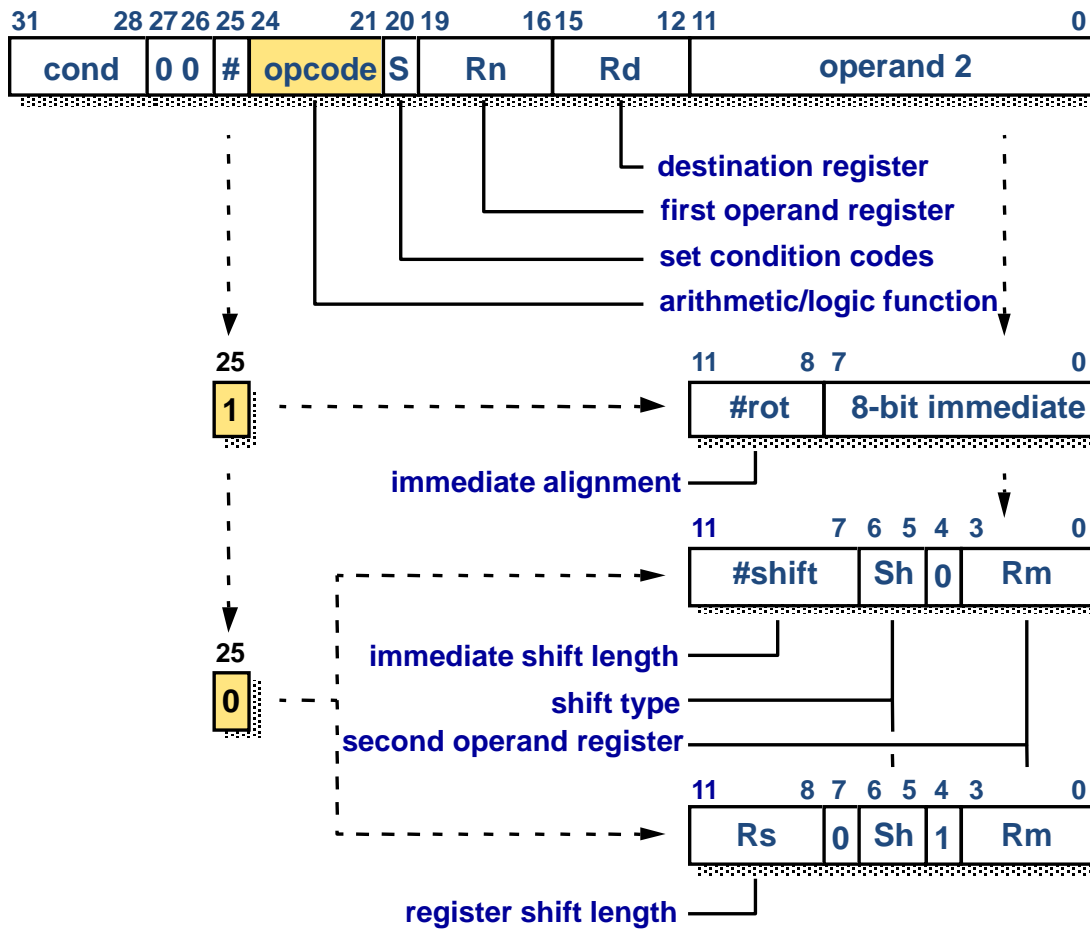 31 28 27 26 25 24 21 20 19 16 15 12 11 0
cond 0 0 # opcode S Rn Rd operand 2
destination register
first operand register
set condition codes
arithmetic/logic function
25 11 8 7 0
1 #rot 8-bit immediate
immediate alignment
11 7 6 5 4 3 0
#shift Sh 0 Rm
immediate shift length
25
0
shift type
second operand register
11 8 7 6 5 4 3 0
Rs 0 Sh 1 Rm
register shift length